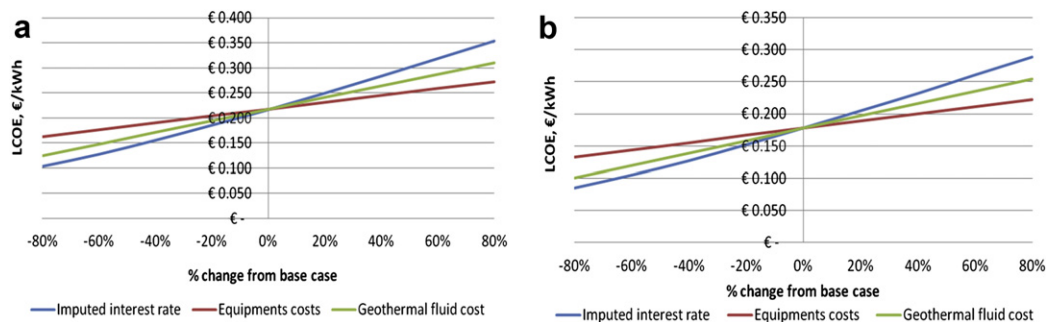 a
LCOE, €/kWh
€ 0.400
€ 0.350
€ 0.300
€ 0.250
€ 0.200
€ 0.150
€ 0.100
€ 0.050
€ -
-80% -60% -40% -20% 0% 20% 40% 60% 80%
% change from base case
Imputed interest rate Equipments costs Geothermal fluid cost
b
LCOE, €/kWh
€ 0.350
€ 0.300
€ 0.250
€ 0.200
€ 0.150
€ 0.100
€ 0.050
€ -
-80% -60% -40% -20% 0% 20% 40% 60% 80%
% change from base case
Imputed interest rate Equipments costs Geothermal fluid cost